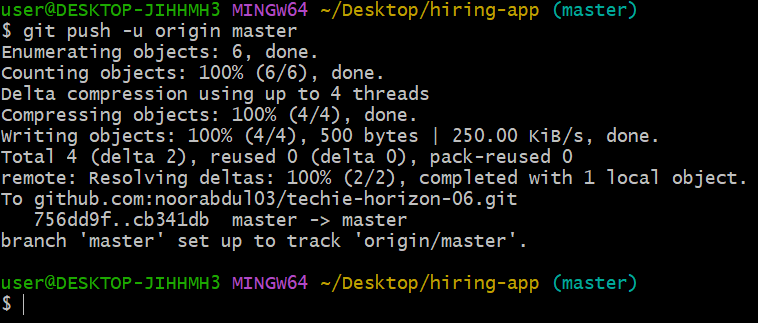 user@DESKTOP-JIHHMH3 MINGW64 ~/Desktop/hiring-app (master)
$ git push -u origin master
Enumerating objects: 6, done.
Counting objects: 100% (6/6), done.
Delta compression using up to 4 threads
Compressing objects: 100% (4/4), done.
Writing objects: 100% (4/4), 500 bytes | 250.00 KiB/s, done.
Total 4 (delta 2), reused 0 (delta 0), pack-reused 0
remote: Resolving deltas: 100% (2/2), completed with 1 local object.
To github.com:noorabdul03/techie-horizon-06.git
   756dd9f..cb341db  master -> master
branch 'master' set up to track 'origin/master'.
user@DESKTOP-JIHHMH3 MINGW64 ~/Desktop/hiring-app (master)
$